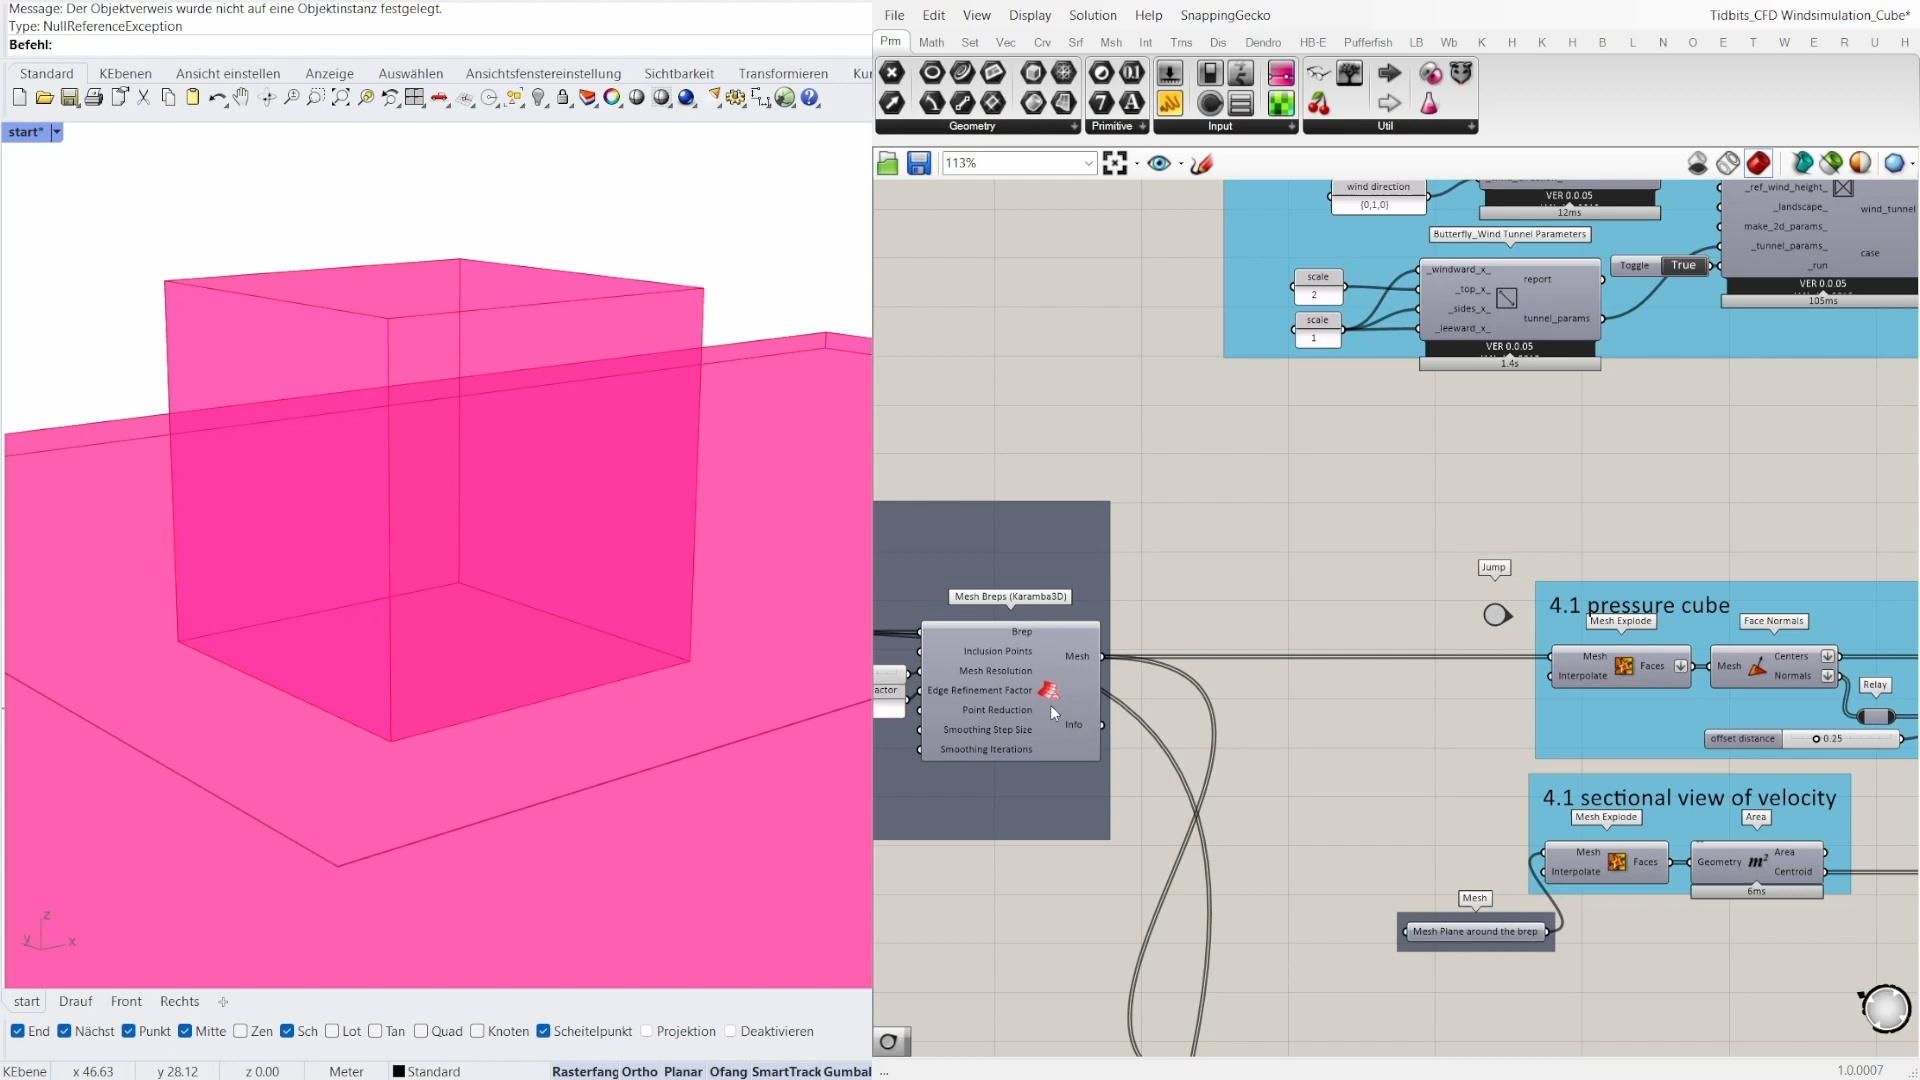 Message: Der Objektverweis wurde nicht auf eine Objektinstanz festgelegt.
Type: NullReferenceException
Befehl:
Standard KEbenen Ansicht einstellen Anzeige Auswählen Ansichtsfenstereinstellung Sichtbarkeit Transformieren Ku
start*
z
y x
start Drauf Front Rechts
End Nächst Punkt Mitte Zen Sch Lot Tan Quad Knoten Scheitelpunkt Projektion Deaktivieren
KEbene x 46.63 y 28.12 z 0.00 Meter Standard Rasterfang Ortho Planar Ofang SmartTrack Gumbal
File Edit View Display Solution Help SnappingGecko Tidbits_CFD Windsimulation_Cube*
Prm Math Set Vec Crv Srf Msh Int Trns Dis Dendro HB-E Pufferfish LB Wb K H K H B L N O E T W E R U H
Geometry Primitive Input Util
113%
wind direction
{0,1,0}
VER 0.0.05
12ms
_ref_wind_height_
_landscape_
make_2d_params_
_tunnel_params_
_run
wind_tunnel
case
VER 0.0.05
105ms
Butterfly_Wind Tunnel Parameters
scale
2
scale
1
_windward_x_
_top_x_
_sides_x_
_leeward_x_
report
tunnel_params
VER 0.0.05
1.4s
Toggle True
Mesh Breps (Karamba3D)
actor
Brep
Inclusion Points
Mesh Resolution
Edge Refinement Factor
Point Reduction
Smoothing Step Size
Smoothing Iterations
Mesh
Info
Jump
4.1 pressure cube
Mesh Explode
Mesh
Interpolate
Faces
Face Normals
Mesh
Centers
Normals
Relay
offset distance 0.25
4.1 sectional view of velocity
Mesh Explode
Mesh
Interpolate
Faces
Area
Geometry m²
Area
Centroid
6ms
Mesh
Mesh Plane around the brep
... 1.0.0007